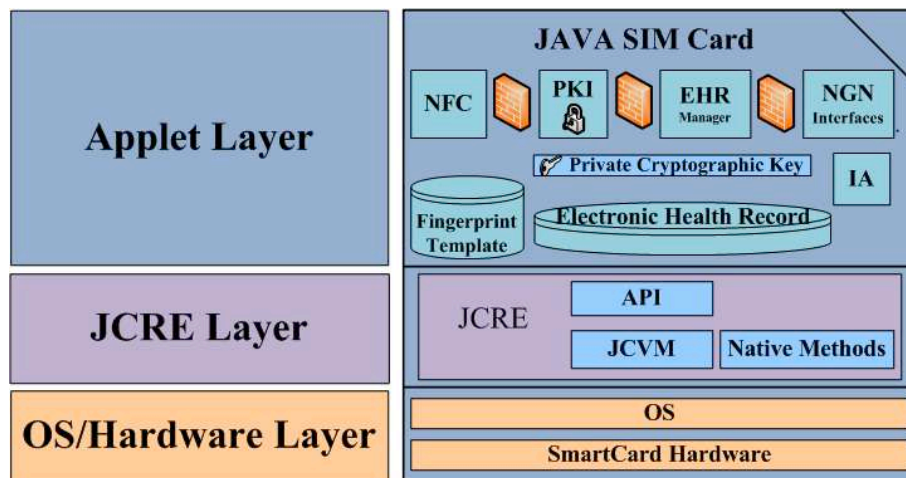 Applet Layer
JAVA SIM Card
NFC
PKI
EHR
Manager
NGN
Interfaces
Private Cryptographic Key
IA
Fingerprint
Template
Electronic Health Record
JCRE Layer
JCRE
API
JCVM
Native Methods
OS/Hardware Layer
OS
SmartCard Hardware